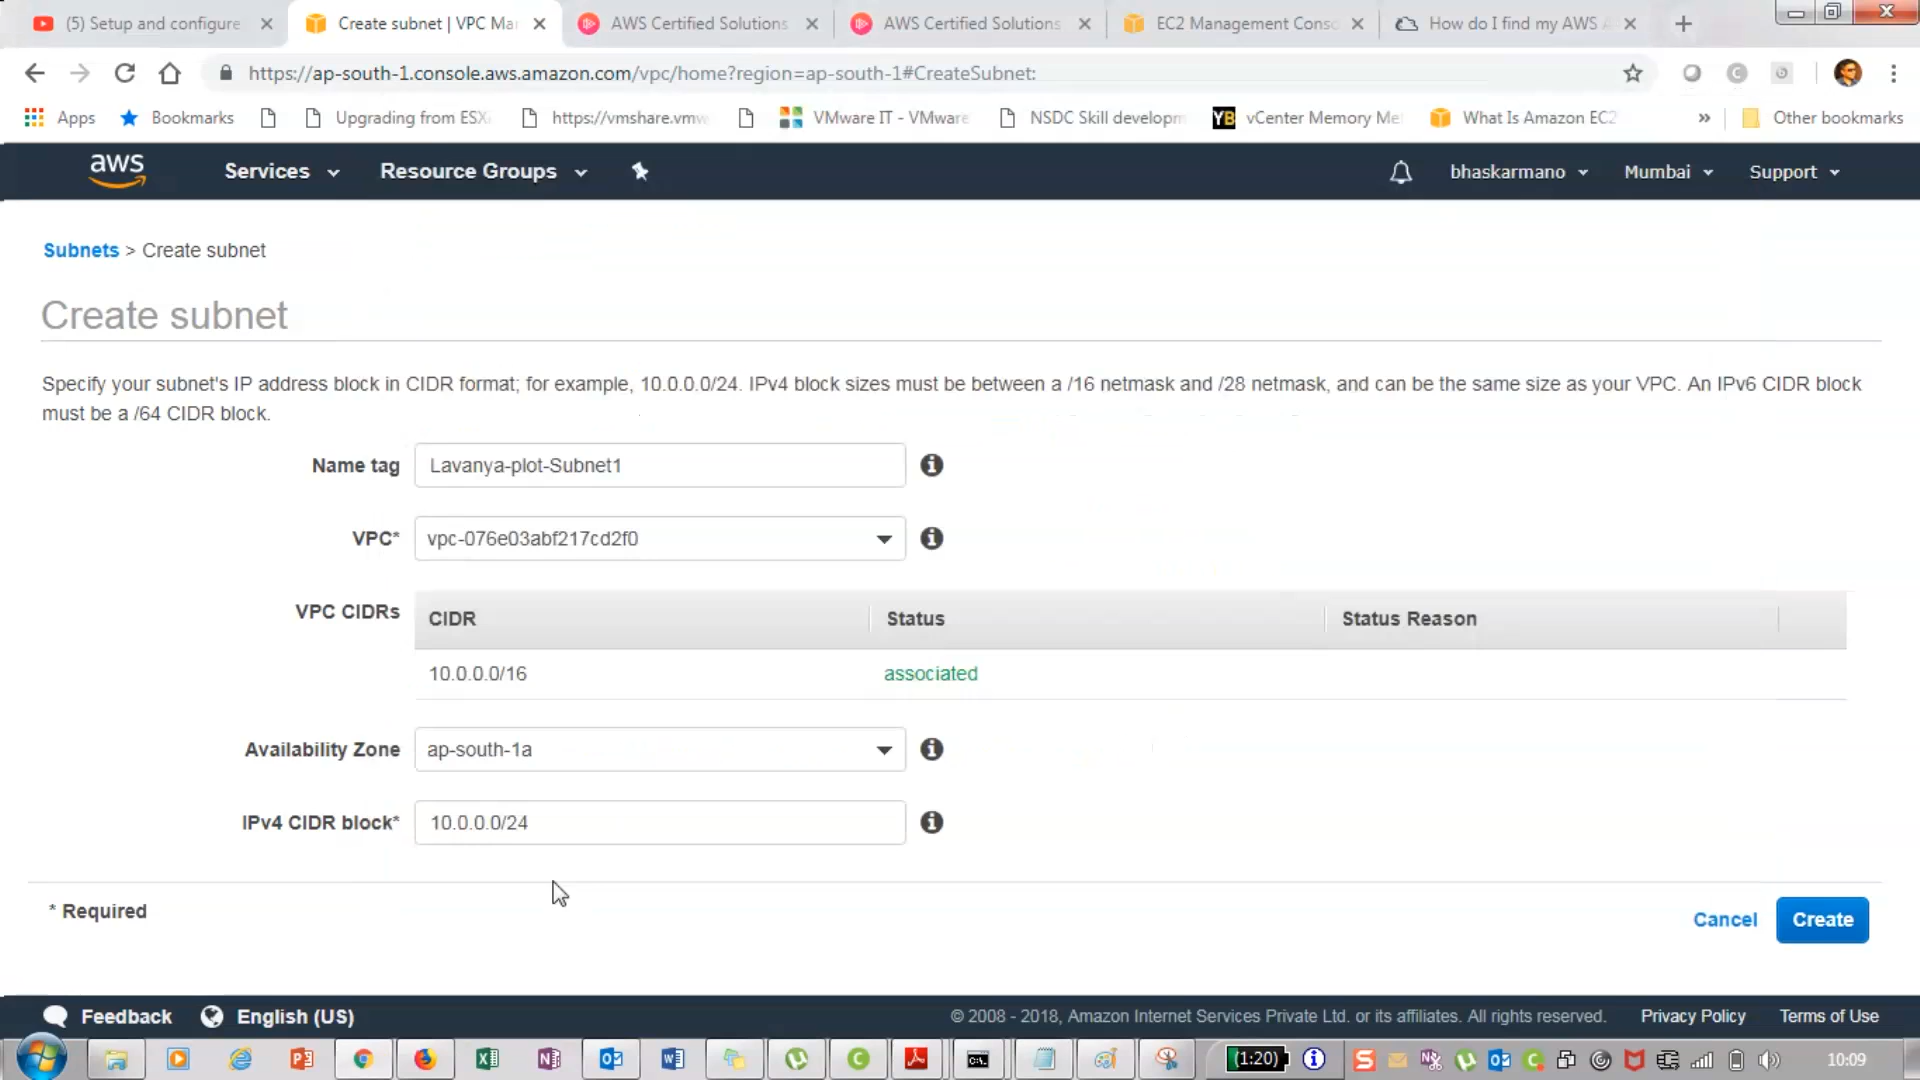 (5) Setup and configure
Create subnet | VPC Ma
AWS Certified Solutions
AWS Certified Solutions
EC2 Management Cons
How do I find my AWS
https://ap-south-1.console.aws.amazon.com/vpc/home?region=ap-south-1#CreateSubnet:
Apps
Bookmarks
Upgrading from ESX
https://vmshare.vmw
VMware IT - VMware
NSDC Skill developm
YB
vCenter Memory Me
What Is Amazon EC2
»
Other bookmarks
aws
Services
Resource Groups
bhaskarmano
Mumbai
Support
Subnets > Create subnet
Create subnet
Specify your subnet's IP address block in CIDR format; for example, 10.0.0.0/24. IPv4 block sizes must be between a /16 netmask and /28 netmask, and can be the same size as your VPC. An IPv6 CIDR block
must be a /64 CIDR block.
Name tag
Lavanya-plot-Subnet1
VPC*
vpc-076e03abf217cd2f0
VPC CIDRs
CIDR
Status
Status Reason
10.0.0.0/16
associated
Availability Zone
ap-south-1a
IPv4 CIDR block*
10.0.0.0/24
* Required
Cancel
Create
Feedback
English (US)
© 2008 - 2018, Amazon Internet Services Private Ltd. or its affiliates. All rights reserved.
Privacy Policy
Terms of Use
(1:20)
10:09